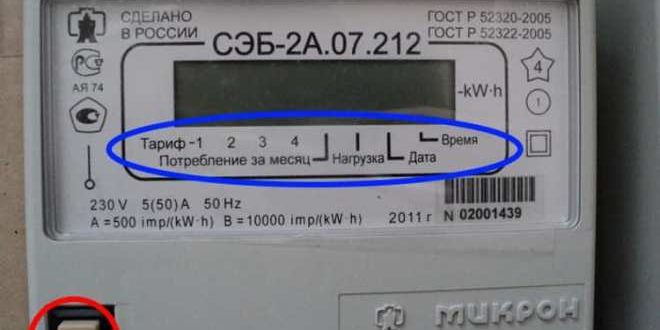 СДЕЛАНО
В РОССИИ
ГОСТ Р 52320-2005
ГОСТ Р 52322-2005
СЭБ-2А.07.212
АЯ 74
-kW·h
4
1
Тариф -1 2 3 4
Время
Потребление за месяц
Нагрузка
Дата
230 V 5(50) A 50 Hz
A=500 imp/(kW·h) B=10000 imp/(kW·h) 2011 г
N 02001439
МИКРОН